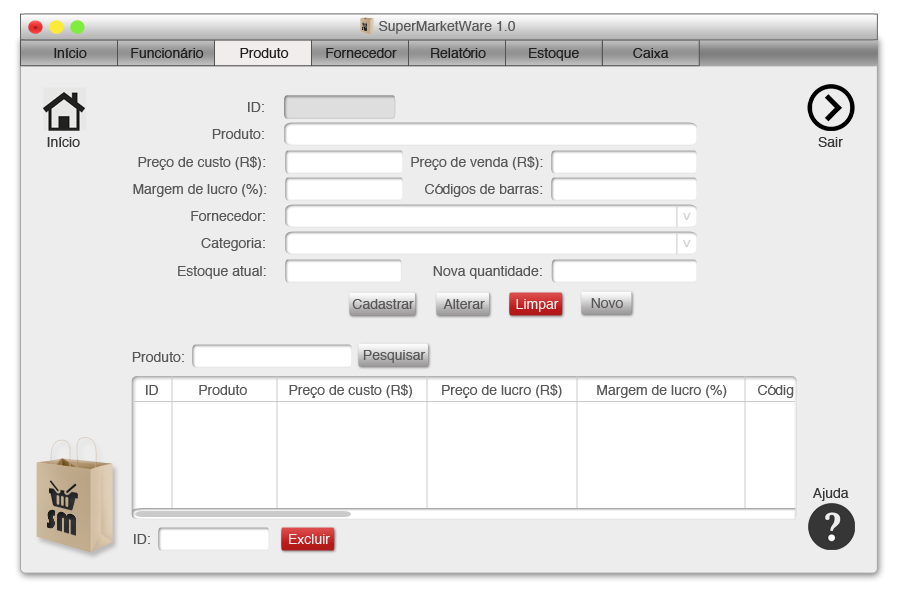 SuperMarketWare 1.0
Início Funcionário Produto Fornecedor Relatório Estoque Caixa
Início
Sair
ID:
Produto:
Preço de custo (R$): Preço de venda (R$):
Margem de lucro (%): Códigos de barras:
Fornecedor: V
Categoria: V
Estoque atual: Nova quantidade:
Cadastrar Alterar Limpar Novo
Produto: Pesquisar
ID Produto Preço de custo (R$) Preço de lucro (R$) Margem de lucro (%) Códig
sm
Ajuda
?
ID: Excluir